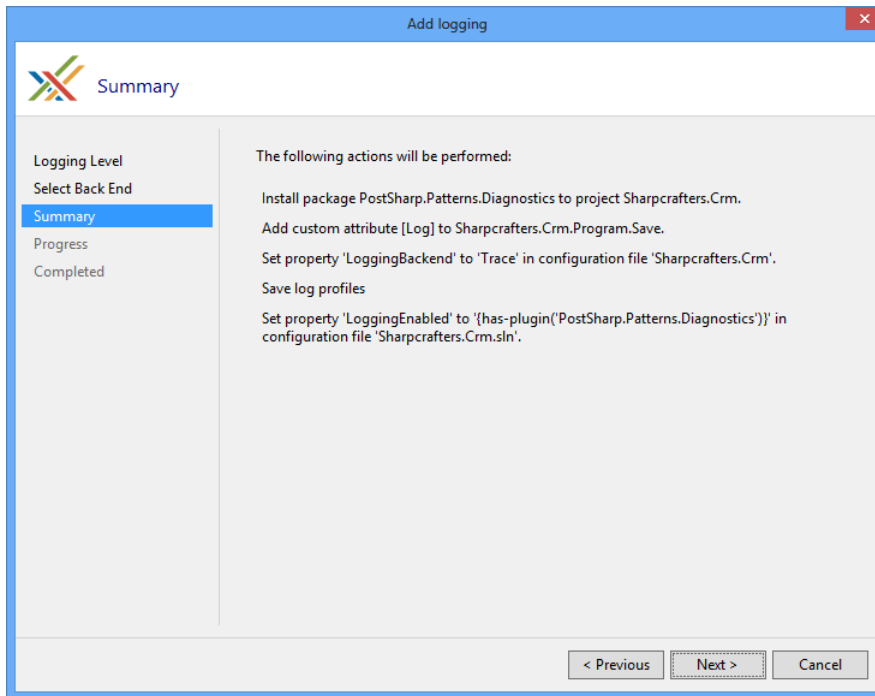 Add logging
Summary
Logging Level
Select Back End
Summary
Progress
Completed
The following actions will be performed:
Install package PostSharp.Patterns.Diagnostics to project Sharpcrafters.Crm.
Add custom attribute [Log] to Sharpcrafters.Crm.Program.Save.
Set property 'LoggingBackend' to 'Trace' in configuration file 'Sharpcrafters.Crm'.
Save log profiles
Set property 'LoggingEnabled' to '{has-plugin('PostSharp.Patterns.Diagnostics')}' in
configuration file 'Sharpcrafters.Crm.sln'.
< Previous
Next >
Cancel